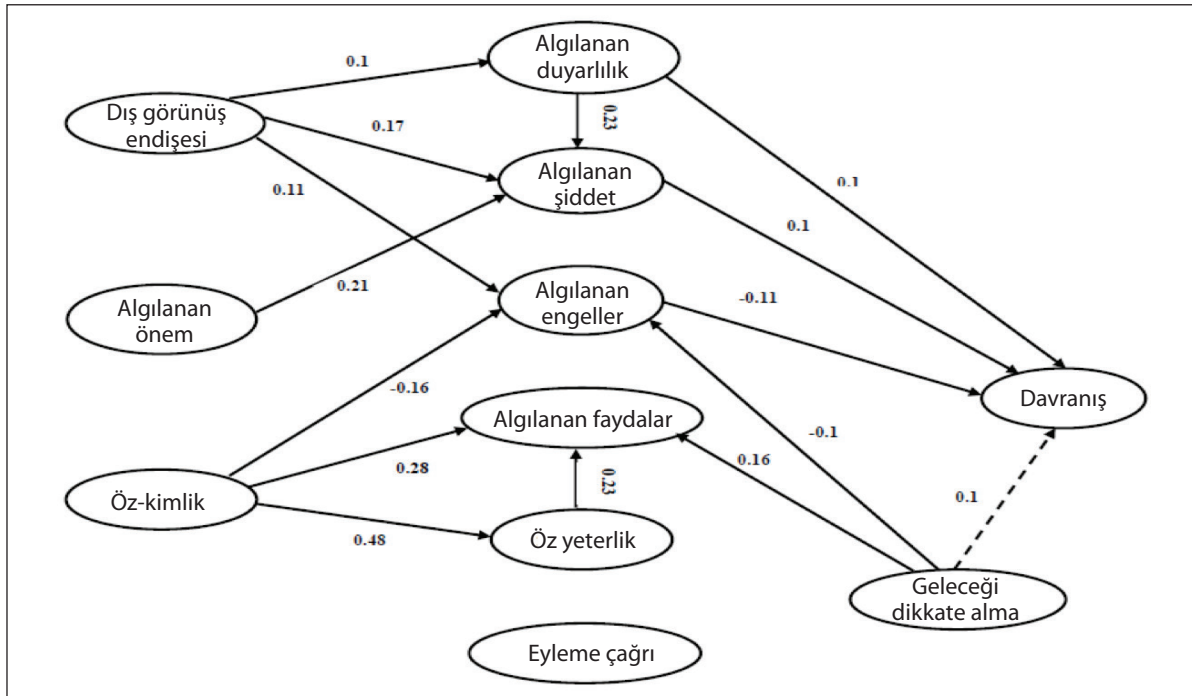 Algılanan
duyarlılık
0.1
Dış görünüş
endişesi
0.23
0.17
Algılanan
şiddet
0.11
0.1
0.1
Algılanan
önem
0.21
Algılanan
engeller
-0.11
-0.16
Davranış
Algılanan faydalar
-0.1
0.16
0.28
0.23
0.1
Öz-kimlik
0.48
Öz yeterlik
Geleceği
dikkate alma
Eyleme çağrı